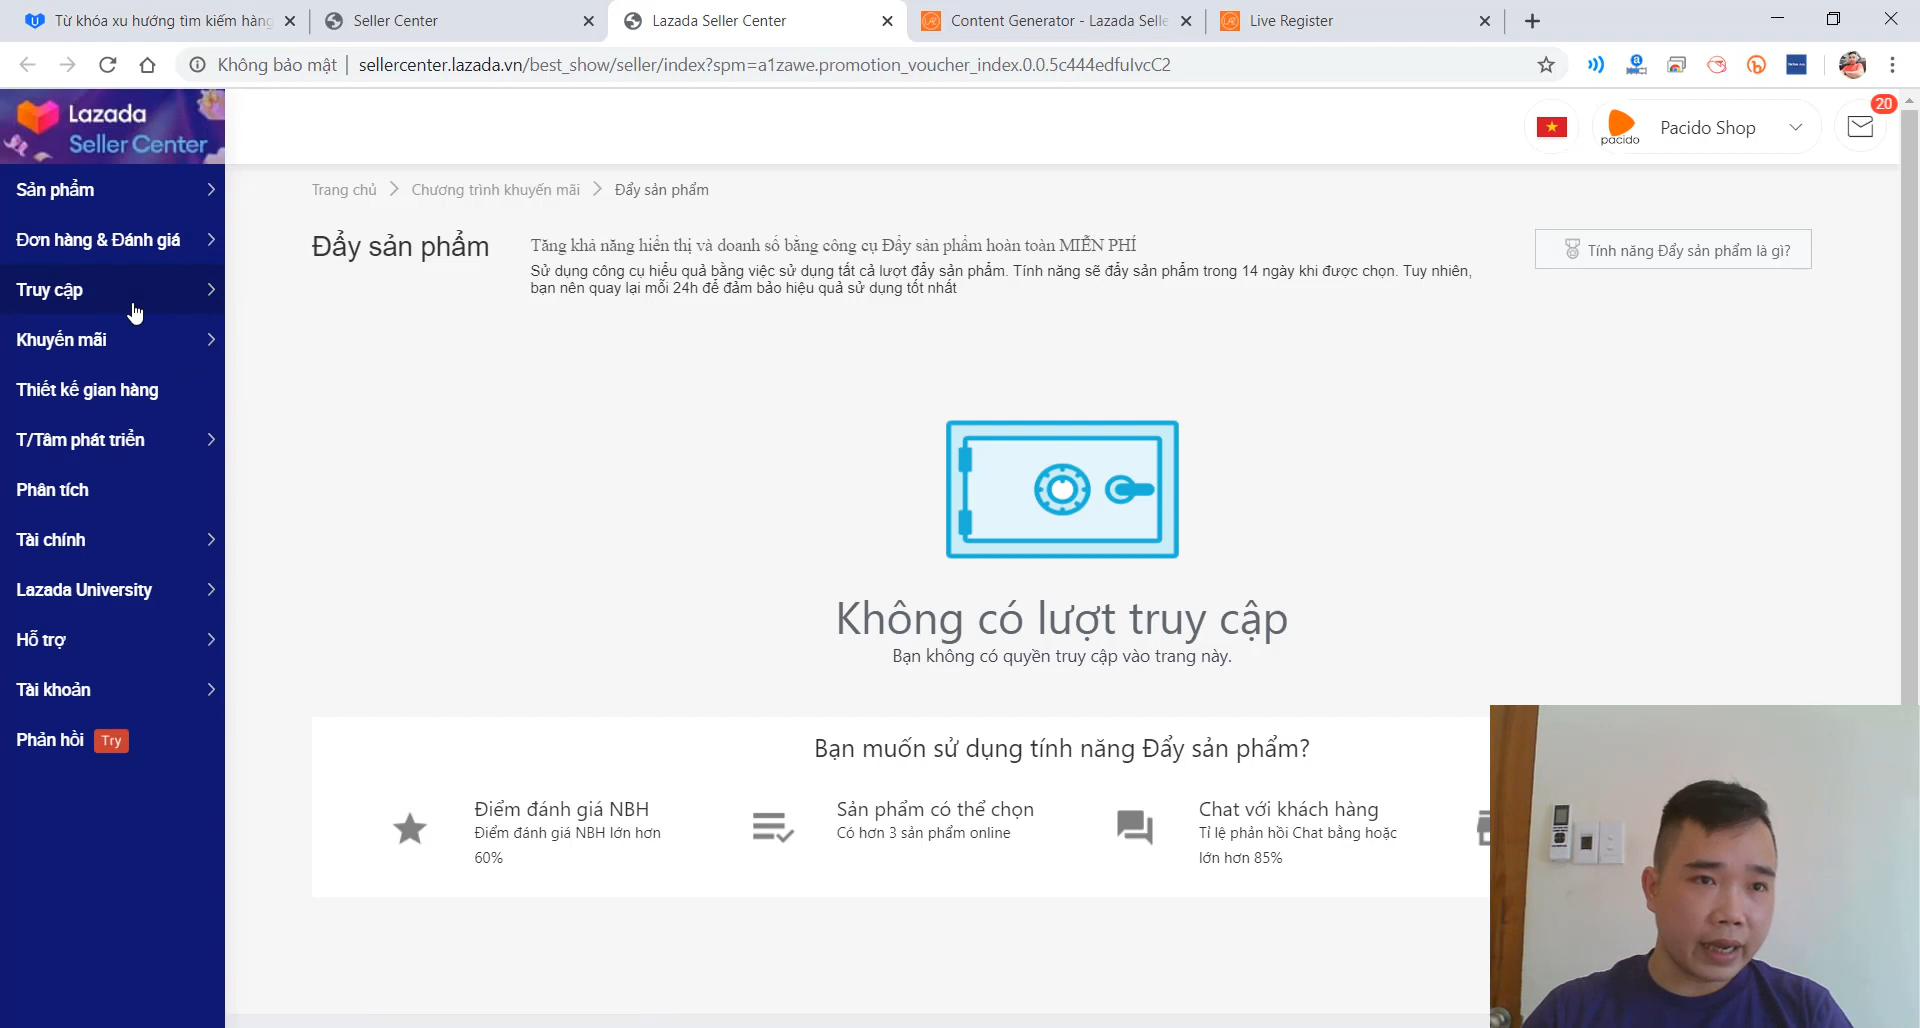 Từ khóa xu hướng tìm kiếm hàng
Seller Center
Lazada Seller Center
Content Generator - Lazada Selle
Live Register
Không bảo mật
sellercenter.lazada.vn/best_show/seller/index?spm=a1zawe.promotion_voucher_index.0.0.5c444edfulvcC2
Lazada
Seller Center
pacido
Pacido Shop
20
Sản phẩm
Đơn hàng & Đánh giá
Truy cập
Khuyến mãi
Thiết kế gian hàng
T/Tâm phát triển
Phân tích
Tài chính
Lazada University
Hỗ trợ
Tài khoản
Phản hồi Try
Trang chủ > Chương trình khuyến mãi > Đẩy sản phẩm
Đẩy sản phẩm
Tăng khả năng hiển thị và doanh số bằng công cụ Đẩy sản phẩm hoàn toàn MIỄN PHÍ
Sử dụng công cụ hiểu quả bằng việc sử dụng tất cả lượt đẩy sản phẩm. Tính năng sẽ đẩy sản phẩm trong 14 ngày khi được chọn. Tuy nhiên,
bạn nên quay lại mỗi 24h để đảm bảo hiệu quả sử dụng tốt nhất
Tính năng Đẩy sản phẩm là gì?
Không có lượt truy cập
Bạn không có quyền truy cập vào trang này.
Bạn muốn sử dụng tính năng Đẩy sản phẩm?
Điểm đánh giá NBH
Điểm đánh giá NBH lớn hơn
60%
Sản phẩm có thể chọn
Có hơn 3 sản phẩm online
Chat với khách hàng
Tỉ lệ phản hồi Chat bằng hoặc
lớn hơn 85%